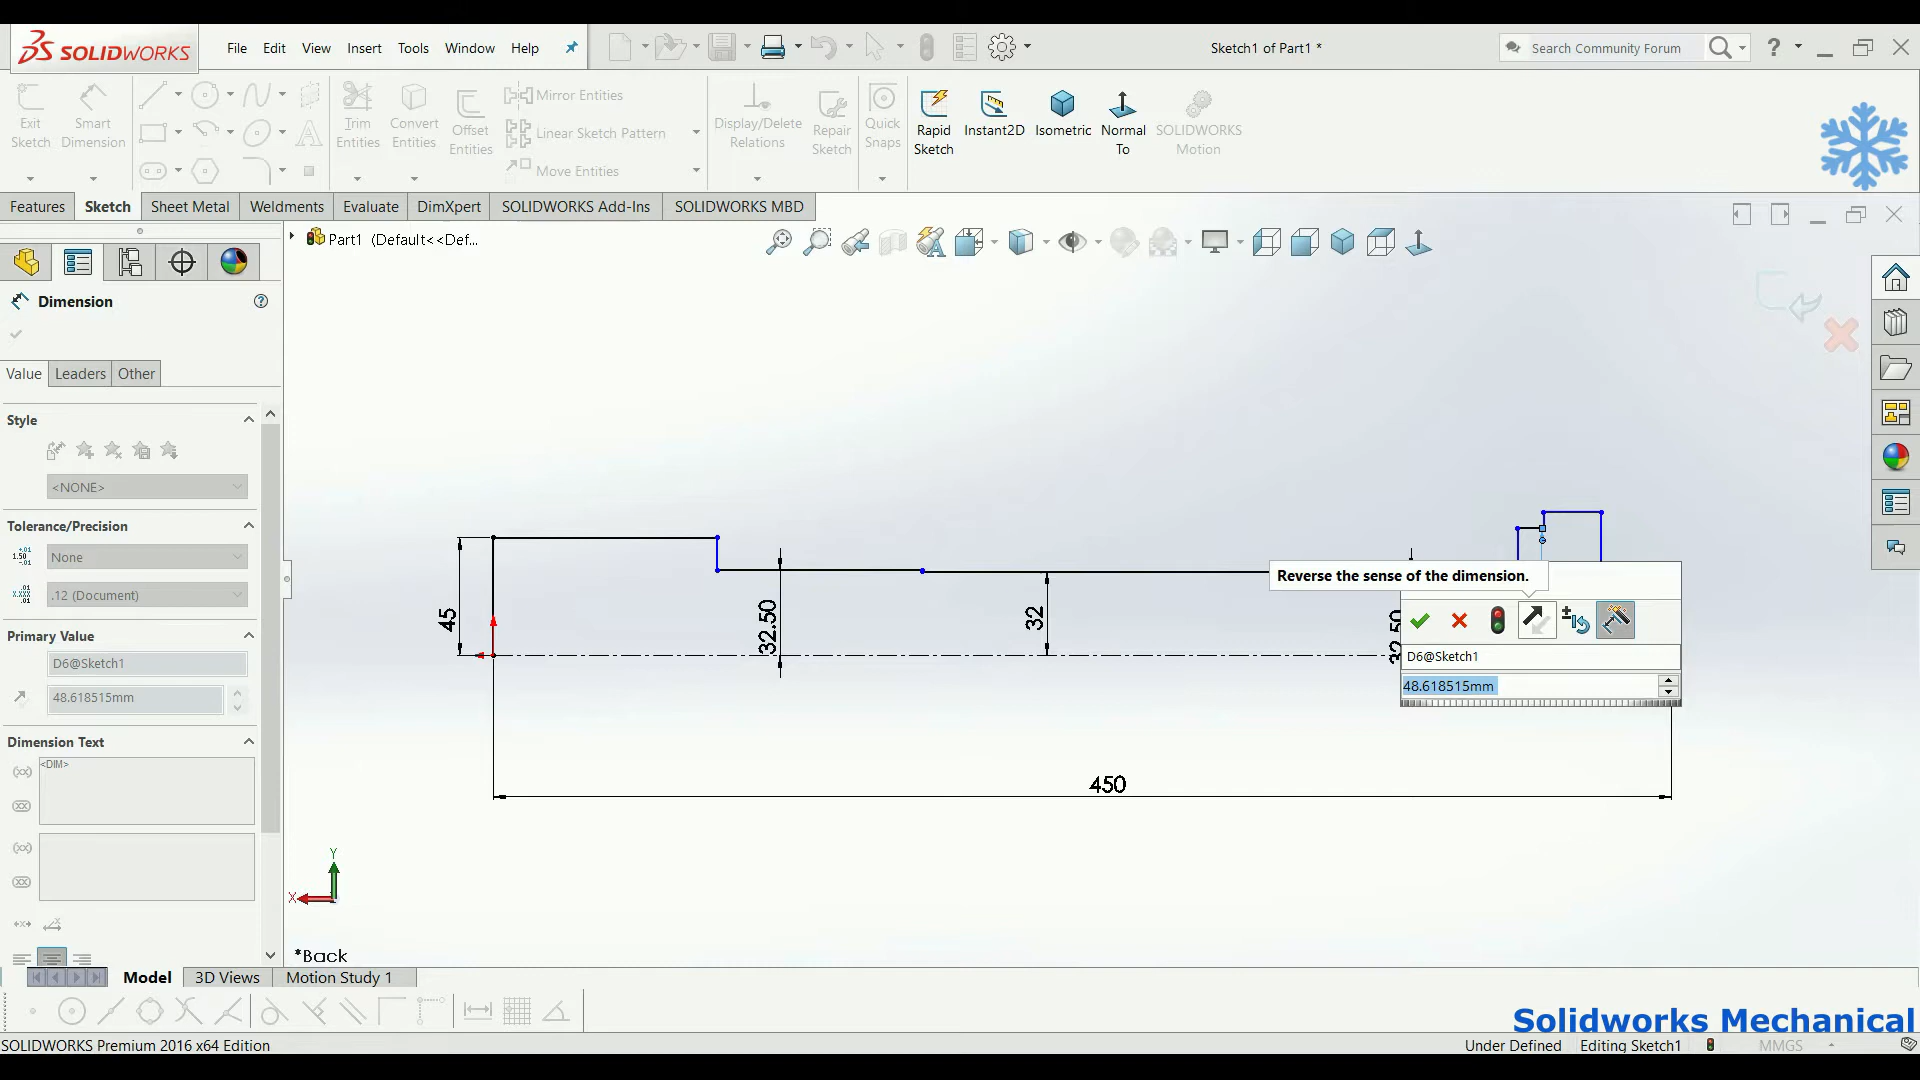 SOLIDWORKS
File Edit View Insert Tools Window Help
Sketch1 of Part1 *
Search Community Forum
Exit Sketch
Smart Dimension
Trim Entities
Convert Entities
Offset Entities
Mirror Entities
Linear Sketch Pattern
Move Entities
Display/Delete Relations
Repair Sketch
Quick Snaps
Rapid Sketch
Instant2D
Isometric
Normal To
SOLIDWORKS Motion
Features Sketch Sheet Metal Weldments Evaluate DimXpert SOLIDWORKS Add-Ins SOLIDWORKS MBD
Part1 (Default<<Def...
Dimension
Value Leaders Other
Style
<NONE>
Tolerance/Precision
None
.12 (Document)
Primary Value
D6@Sketch1
48.618515mm
Dimension Text
<DIM>
45
32.50
32
32.50
450
Reverse the sense of the dimension.
D6@Sketch1
48.618515mm
Y
X
*Back
Model 3D Views Motion Study 1
Solidworks Mechanical
SOLIDWORKS Premium 2016 x64 Edition
Under Defined Editing Sketch1 MMGS